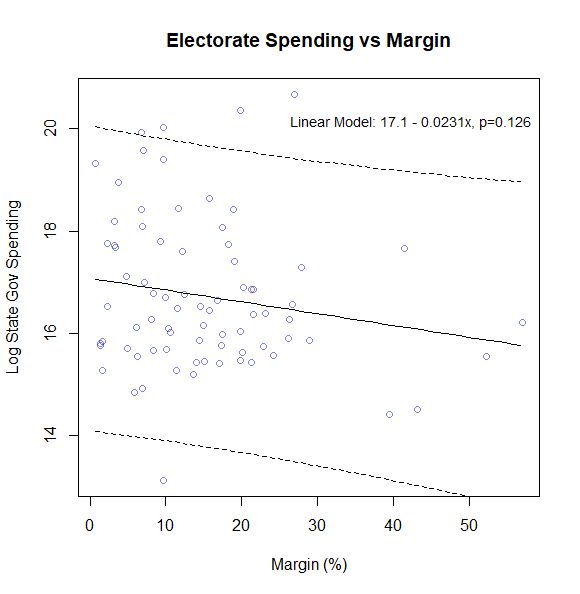 Electorate Spending vs Margin
Linear Model: 17.1 - 0.0231x, p=0.126
Log State Gov Spending
20
18
16
14
0 10 20 30 40 50
Margin (%)